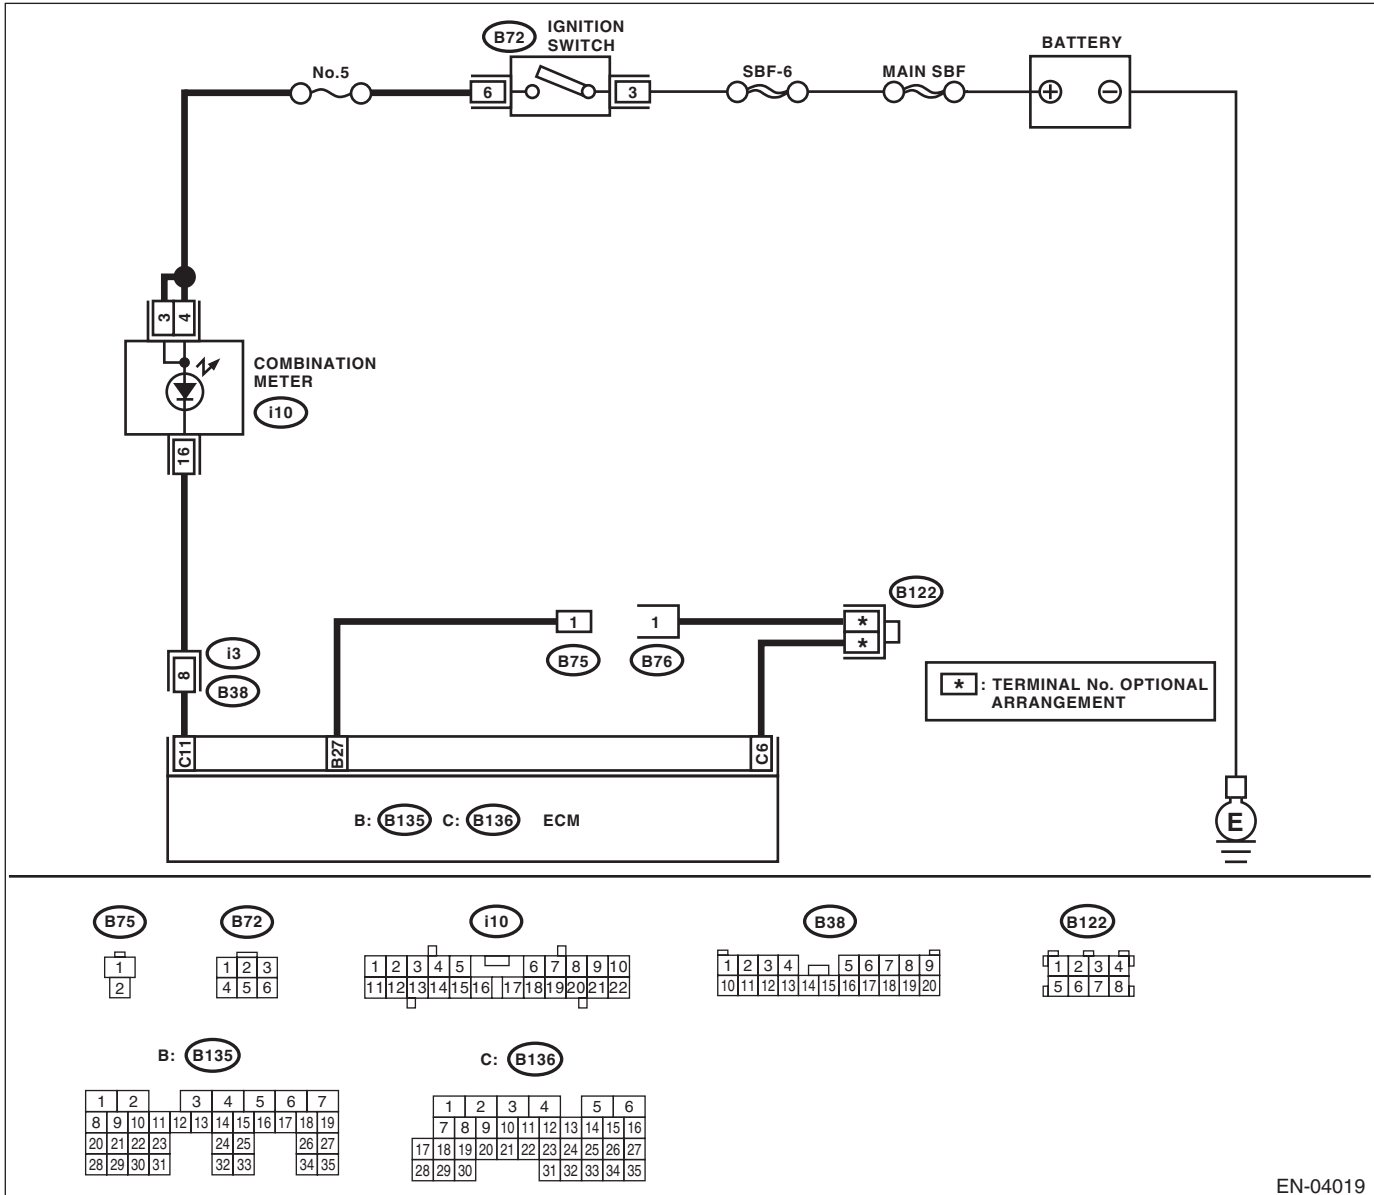 B72 IGNITION
SWITCH
BATTERY
No.5
SBF-6
MAIN SBF
6
3
+
−
3
4
COMBINATION
METER
i10
16
B122
1
1
*
*
B75
B76
i3
8
B38
* : TERMINAL No. OPTIONAL
ARRANGEMENT
C11
B27
C6
B: B135 C: B136 ECM
E
B75
B72
i10
B38
B122
1
2
1 2 3
4 5 6
1 2 3 4 5 6 7 8 9 10
11 12 13 14 15 16 17 18 19 20 21 22
1 2 3 4 5 6 7 8 9
10 11 12 13 14 15 16 17 18 19 20
1 2 3 4
5 6 7 8
B: B135
C: B136
1 2 3 4 5 6 7
8 9 10 11 12 13 14 15 16 17 18 19
20 21 22 23 24 25 26 27
28 29 30 31 32 33 34 35
1 2 3 4 5 6
7 8 9 10 11 12 13 14 15 16
17 18 19 20 21 22 23 24 25 26 27
28 29 30 31 32 33 34 35
EN-04019